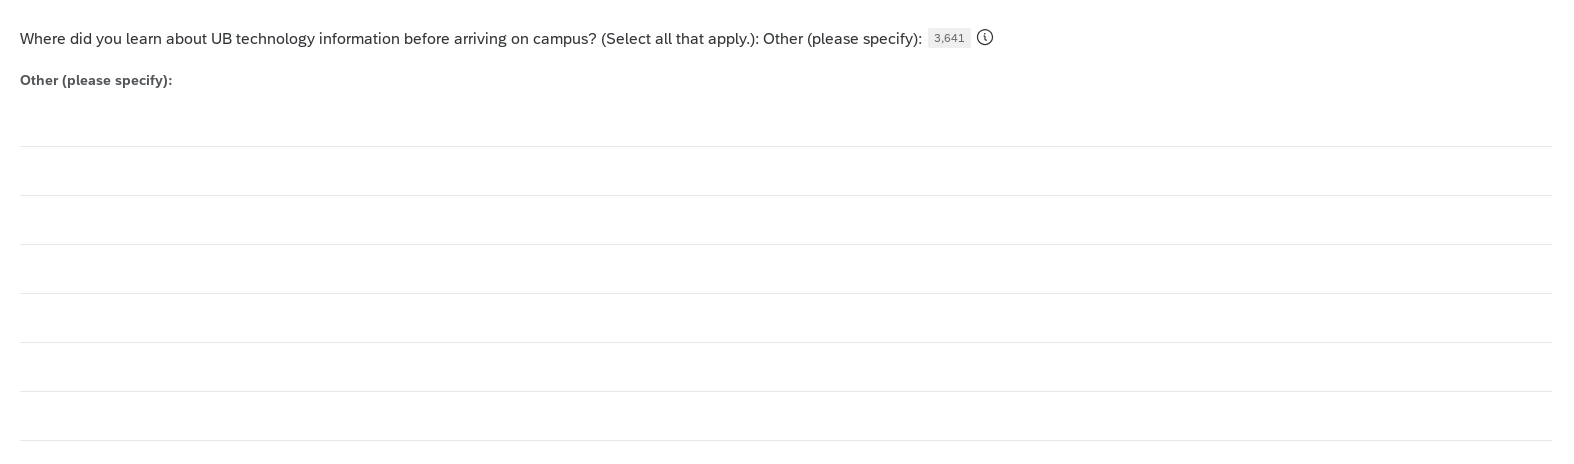 Where did you learn about UB technology information before arriving on campus? (Select all that apply.): Other (please specify): 3,641
Other (please specify):